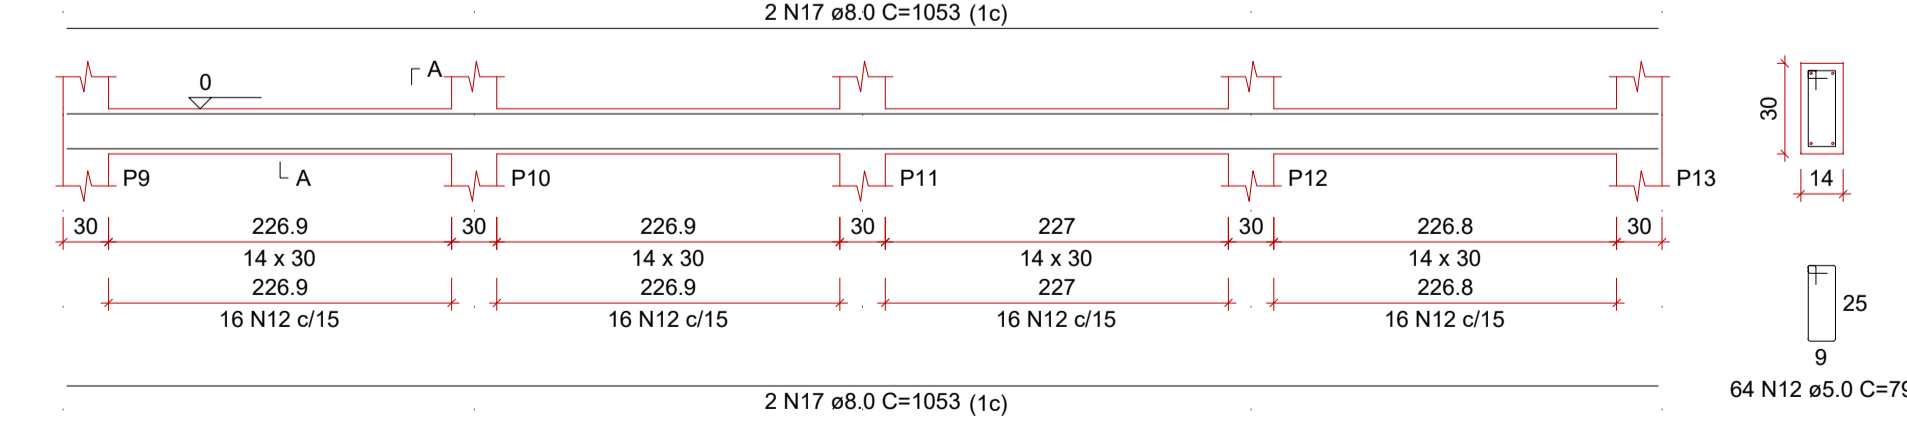 2 N17 ø8.0 C=1053 (1c)
A
0
30
A
P9
P10
P11
P12
P13
14
30 226.9 30 226.9 30 227 30 226.8 30
14 x 30 14 x 30 14 x 30 14 x 30
226.9 226.9 227 226.8
16 N12 c/15 16 N12 c/15 16 N12 c/15 16 N12 c/15
25
9
64 N12 ø5.0 C=79
2 N17 ø8.0 C=1053 (1c)